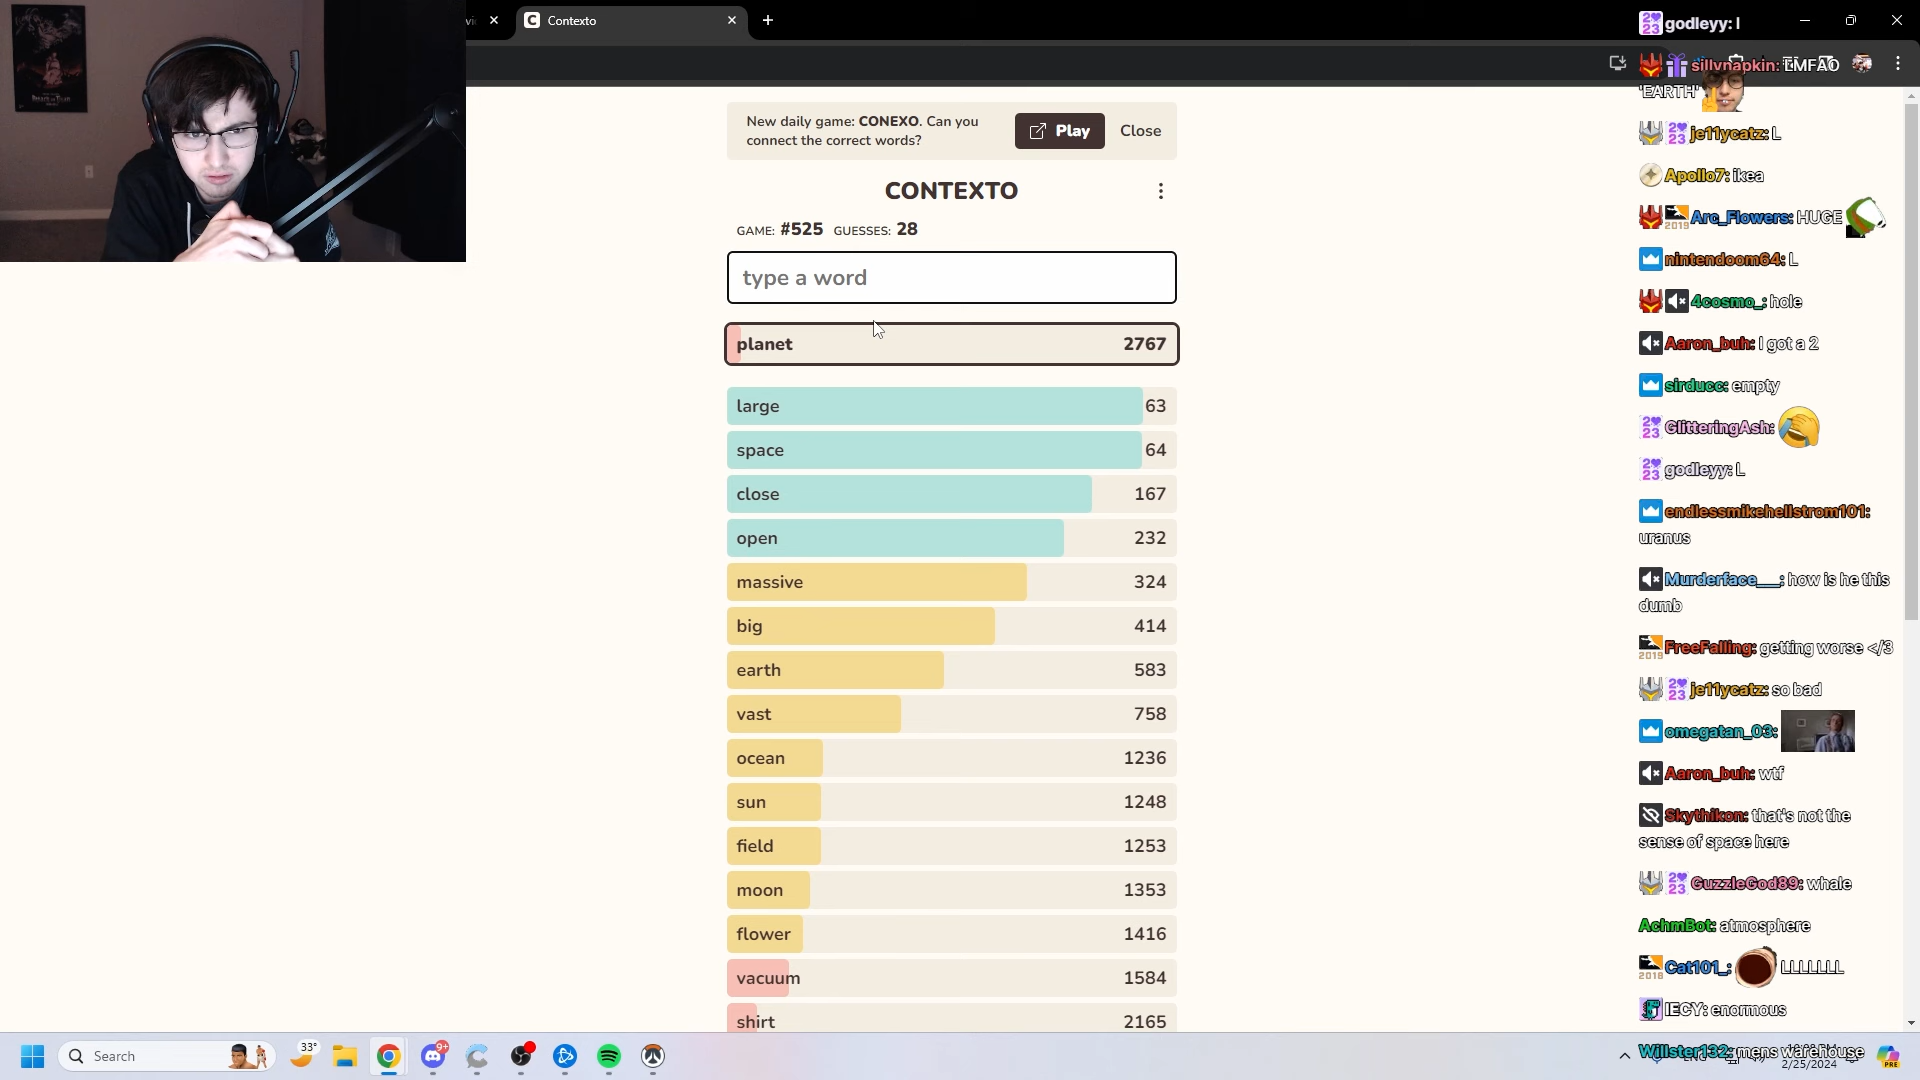 Contexto
New daily game: CONEXO. Can you
connect the correct words?
Play
Close
CONTEXTO
GAME: #525 GUESSES: 28
type a word
planet 2767
large 63
space 64
close 167
open 232
massive 324
big 414
earth 583
vast 758
ocean 1236
sun 1248
field 1253
moon 1353
flower 1416
vacuum 1584
shirt 2165
godleyy: l
sillynapkin: LMFAO
'EARTH'
je11ycatz: L
Apollo7: ikea
Arc_Flowers: HUGE
nintendoom64: L
4cosmo_: hole
Aaron_buh: I got a 2
sirducc: empty
GlitteringAsh:
godleyy: L
endlessmikehellstrom101:
uranus
Murderface___: how is he this
dumb
FreeFalling: getting worse </3
je11ycatz: so bad
omegatan_03:
Aaron_buh: wtf
Skythikon: that's not the
sense of space here
GuzzleGod89: whale
AchmBot: atmosphere
Cat101_: LLLLLLL
IECY: enormous
Willster132: mens warehouse
Search
33°
9+
2/25/2024